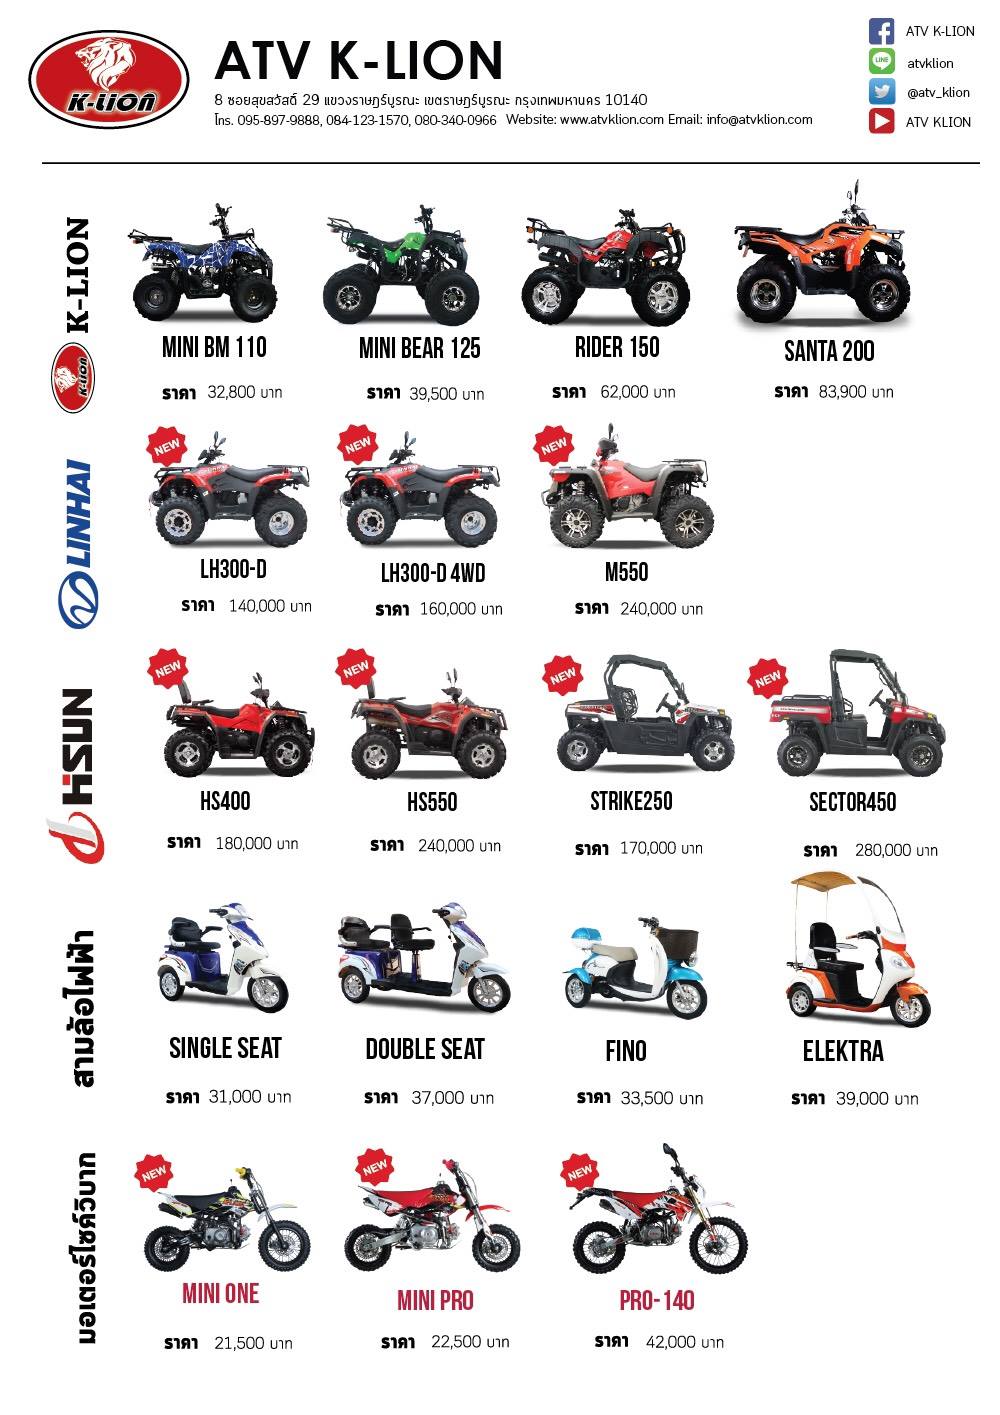 K-LION
ATV K-LION
8 ซอยสุขสวัสดิ์ 29 แขวงราษฎร์บูรณะ เขตราษฎร์บูรณะ กรุงเทพมหานคร 10140
โทร. 095-897-9888, 084-123-1570, 080-340-0966 Website: www.atvklion.com Email: info@atvklion.com
ATV K-LION
LINE
atvklion
@atv_klion
ATV KLION
K-LION
K-LION
MINI BM 110
MINI BEAR 125
RIDER 150
SANTA 200
ราคา 32,800 บาท
ราคา 39,500 บาท
ราคา 62,000 บาท
ราคา 83,900 บาท
LINHAI
NEW
NEW
NEW
LH300-D
LH300-D 4WD
M550
ราคา 140,000 บาท
ราคา 160,000 บาท
ราคา 240,000 บาท
HISUN
NEW
NEW
NEW
NEW
HS400
HS550
STRIKE250
SECTOR450
ราคา 180,000 บาท
ราคา 240,000 บาท
ราคา 170,000 บาท
ราคา 280,000 บาท
สามล้อไฟฟ้า
SINGLE SEAT
DOUBLE SEAT
FINO
ELEKTRA
ราคา 31,000 บาท
ราคา 37,000 บาท
ราคา 33,500 บาท
ราคา 39,000 บาท
มอเตอร์ไซค์วิบาก
NEW
NEW
NEW
MINI ONE
MINI PRO
PRO-140
ราคา 21,500 บาท
ราคา 22,500 บาท
ราคา 42,000 บาท